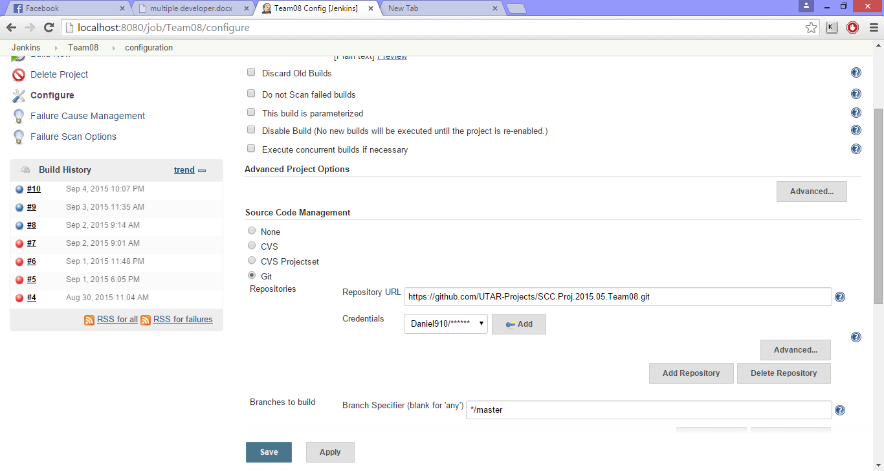 Facebook
multiple developer.docx
Team08 Config [Jenkins]
New Tab
localhost:8080/job/Team08/configure
Jenkins
Team08
configuration
Build Now
[Plain text] Preview
Delete Project
Configure
Failure Cause Management
Failure Scan Options
Build History
trend
#10 Sep 4, 2015 10:07 PM
#9 Sep 3, 2015 11:35 AM
#8 Sep 2, 2015 9:14 AM
#7 Sep 2, 2015 9:01 AM
#6 Sep 1, 2015 11:48 PM
#5 Sep 1, 2015 6:05 PM
#4 Aug 30, 2015 11:04 AM
RSS for all RSS for failures
Discard Old Builds
Do not Scan failed builds
This build is parameterized
Disable Build (No new builds will be executed until the project is re-enabled.)
Execute concurrent builds if necessary
Advanced Project Options
Advanced...
Source Code Management
None
CVS
CVS Projectset
Git
Repositories
Repository URL https://github.com/UTAR-Projects/SCC.Proj.2015.05.Team08.git
Credentials Daniel910/****** Add
Advanced...
Add Repository Delete Repository
Branches to build
Branch Specifier (blank for 'any') */master
Save Apply